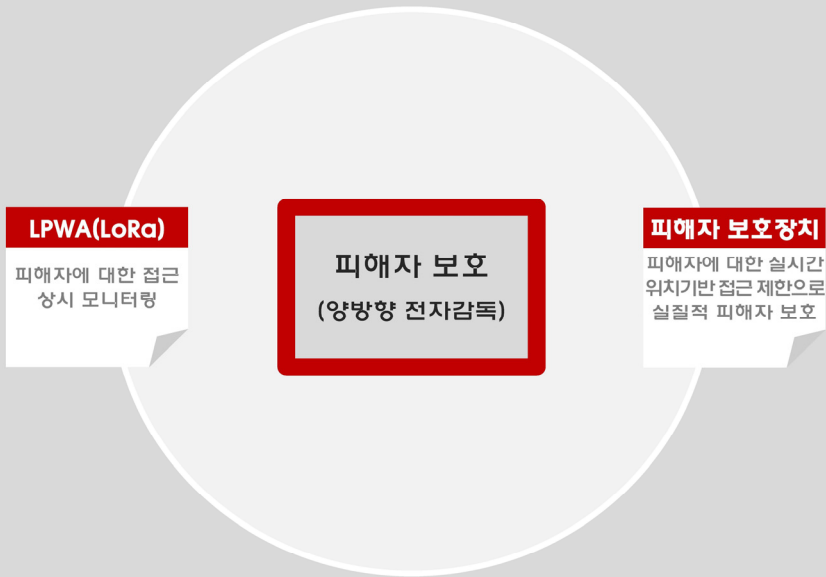 LPWA(LoRa)
피해자에 대한 접근
상시 모니터링
피해자 보호
(양방향 전자감독)
피해자 보호장치
피해자에 대한 실시간
위치기반 접근 제한으로
실질적 피해자 보호